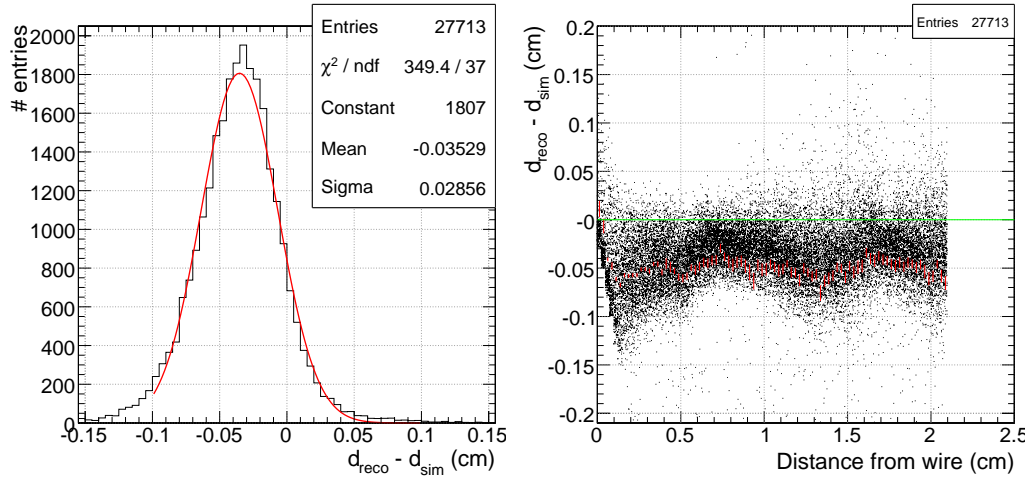 # entries
2000
1800
1600
1400
1200
1000
800
600
400
200
0
-0.15 -0.1 -0.05 0 0.05 0.1 0.15
d_reco - d_sim (cm)
Entries 27713
χ² / ndf 349.4 / 37
Constant 1807
Mean -0.03529
Sigma 0.02856
d_reco - d_sim (cm)
0.2
0.15
0.1
0.05
-0
-0.05
-0.1
-0.15
-0.2
0 0.5 1 1.5 2 2.5
Distance from wire (cm)
Entries 27713